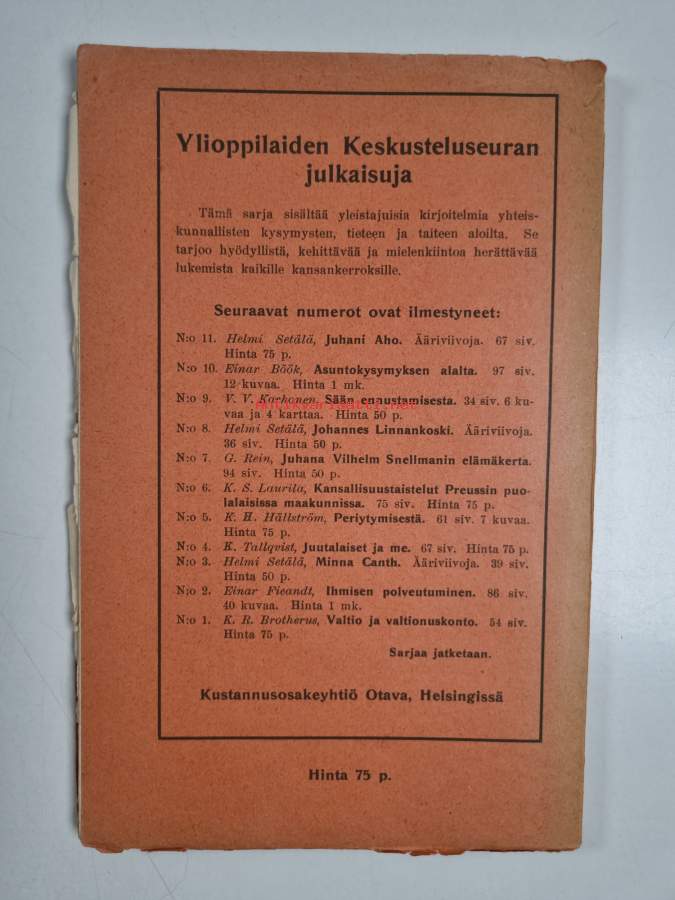 Ylioppilaiden Keskusteluseuran
julkaisuja
Tämä sarja sisältää yleistajuisia kirjoitelmia yhteis-
kunnallisten kysymysten, tieteen ja taiteen aloilta. Se
tarjoo hyödyllistä, kehittävää ja mielenkiintoa herättävää
lukemista kaikille kansankerroksille.
Seuraavat numerot ovat ilmestyneet:
N:o 11. Helmi Setälä, Juhani Aho. Ääriviivoja. 67 siv.
Hinta 75 p.
N:o 10. Einar Böök, Asuntokysymyksen alalta. 97 siv.
12 kuvaa. Hinta 1 mk.
antikvariaatti.net
N:o 9. V. V. Korhonen, Sään ennustamisesta. 34 siv. 6 ku-
vaa ja 4 karttaa. Hinta 50 p.
N:o 8. Helmi Setälä, Johannes Linnankoski. Ääriviivoja.
36 siv. Hinta 50 p.
N:o 7. G. Rein, Juhana Vilhelm Snellmanin elämäkerta.
94 siv. Hinta 50 p.
N:o 6. K. S. Laurila, Kansallisuustaistelut Preussin puo-
lalaisissa maakunnissa. 75 siv. Hinta 75 p.
N:o 5. K. H. Hällström, Periytymisestä. 61 siv. 7 kuvaa.
Hinta 75 p.
N:o 4. K. Tallqvist, Juutalaiset ja me. 67 siv. Hinta 75 p.
N:o 3. Helmi Setälä, Minna Canth. Ääriviivoja. 39 siv.
Hinta 50 p.
N:o 2. Einar Fieandt, Ihmisen polveutuminen. 86 siv.
40 kuvaa. Hinta 1 mk.
N:o 1. K. R. Brotherus, Valtio ja valtionuskonto. 54 siv.
Hinta 75 p.
Sarjaa jatketaan.
Kustannusosakeyhtiö Otava, Helsingissä
Hinta 75 p.